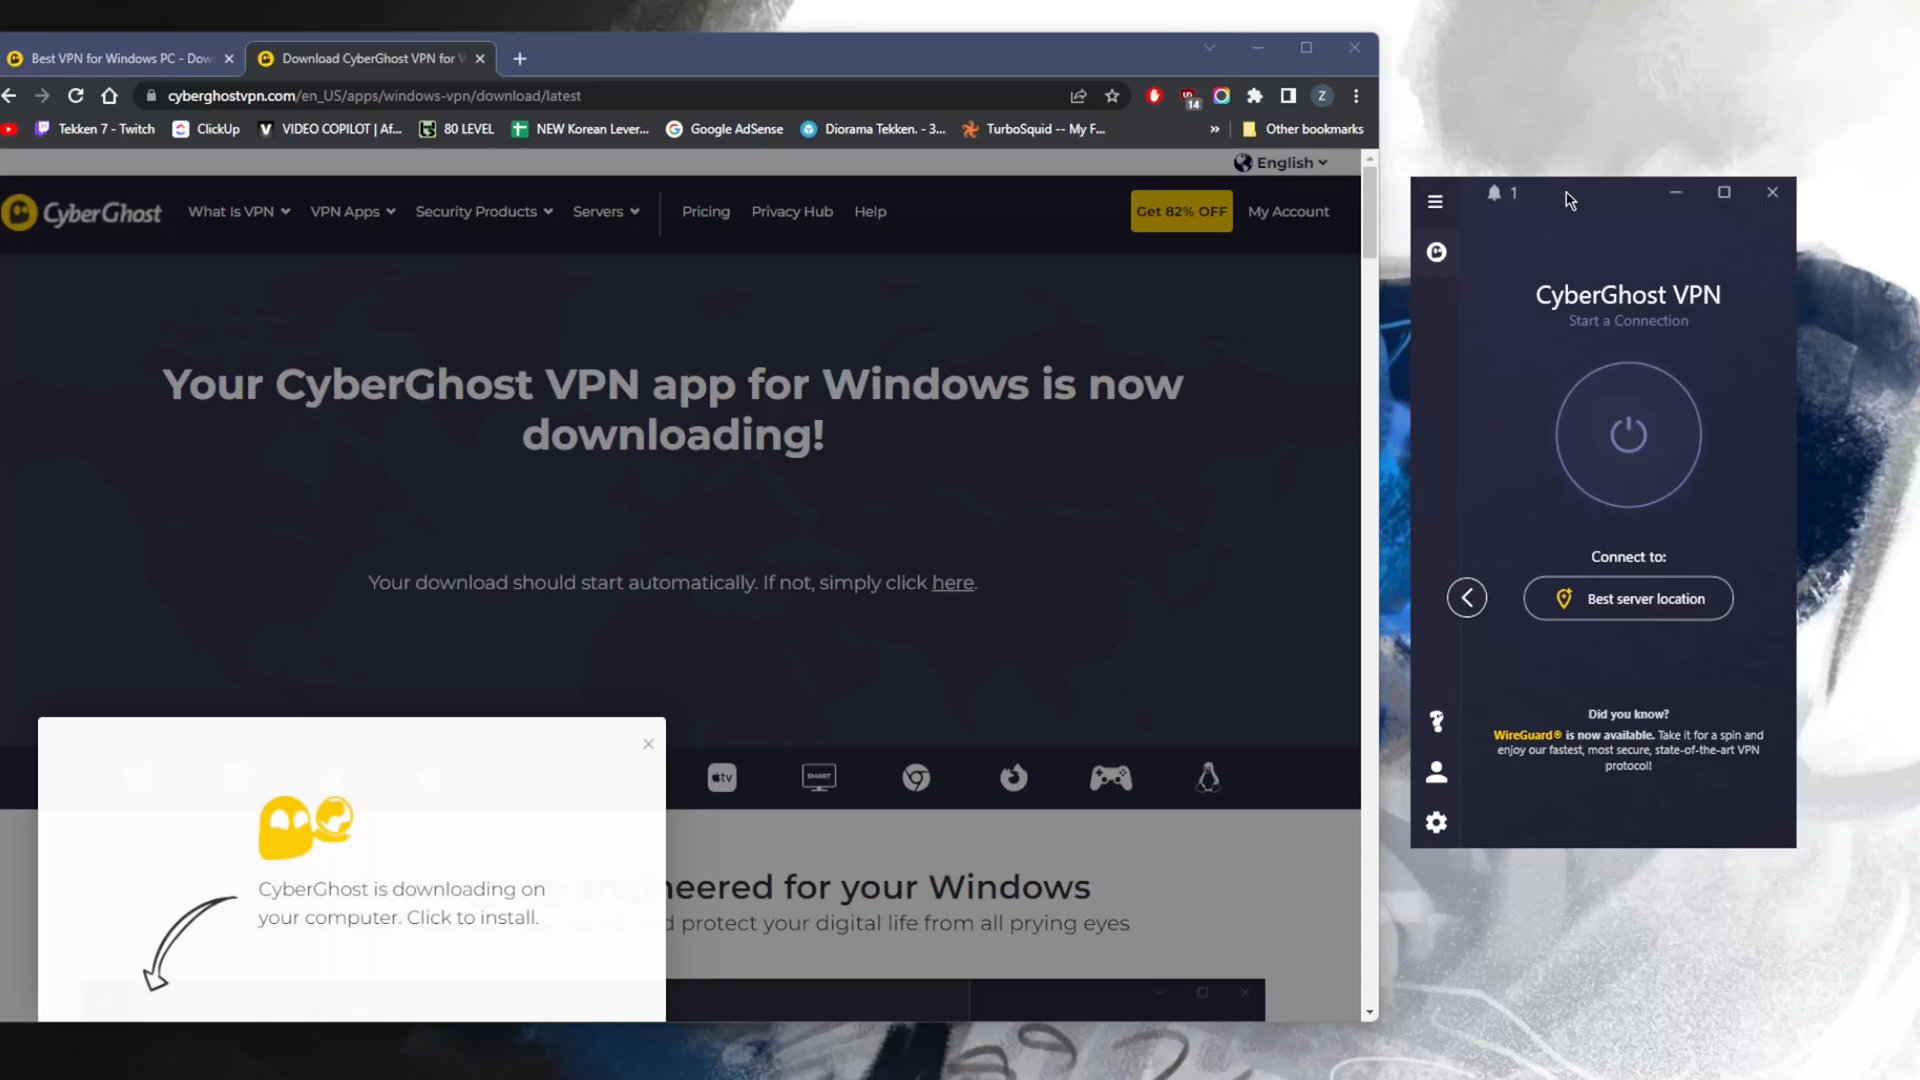 Best VPN for Windows PC - Dow
Download CyberGhost VPN for W
cyberghostvpn.com/en_US/apps/windows-vpn/download/latest
14
Z
Tekken 7 - Twitch
ClickUp
VIDEO COPILOT | Af...
80 LEVEL
NEW Korean Lever...
Google AdSense
Diorama Tekken. - 3...
TurboSquid -- My F...
»
Other bookmarks
English
CyberGhost
What Is VPN
VPN Apps
Security Products
Servers
Pricing
Privacy Hub
Help
Get 82% OFF
My Account
Your CyberGhost VPN app for Windows is now
downloading!
Your download should start automatically. If not, simply click here.
tv
SMART
CyberGhost is downloading on
your computer. Click to install.
neered for your Windows
protect your digital life from all prying eyes
1
CyberGhost VPN
Start a Connection
Connect to:
Best server location
Did you know?
WireGuard® is now available. Take it for a spin and
enjoy our fastest, most secure, state-of-the-art VPN
protocol!